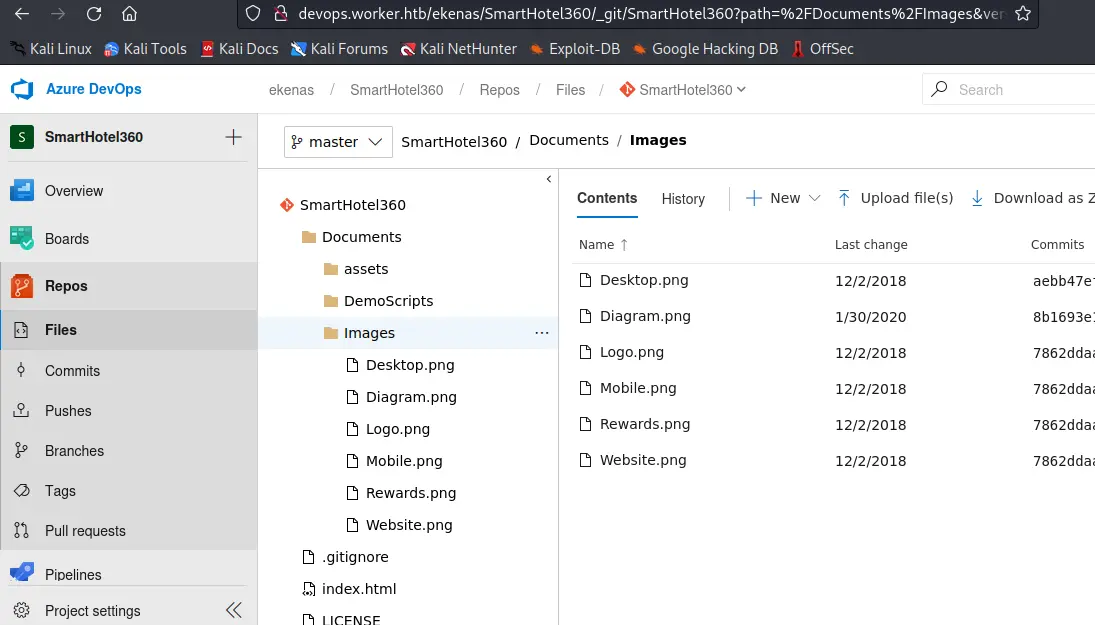 devops.worker.htb/ekenas/SmartHotel360/_git/SmartHotel360?path=%2FDocuments%2FImages&ver
Kali Linux Kali Tools Kali Docs Kali Forums Kali NetHunter Exploit-DB Google Hacking DB OffSec
Azure DevOps
ekenas / SmartHotel360 / Repos / Files / SmartHotel360
Search
S SmartHotel360
master SmartHotel360 / Documents / Images
Overview
Boards
Repos
Files
Commits
Pushes
Branches
Tags
Pull requests
Pipelines
Project settings
SmartHotel360
Documents
assets
DemoScripts
Images
Desktop.png
Diagram.png
Logo.png
Mobile.png
Rewards.png
Website.png
.gitignore
index.html
LICENSE
Contents History New Upload file(s) Download as Z
Name ↑ Last change Commits
Desktop.png 12/2/2018 aebb47e
Diagram.png 1/30/2020 8b1693e
Logo.png 12/2/2018 7862dda
Mobile.png 12/2/2018 7862dda
Rewards.png 12/2/2018 7862dda
Website.png 12/2/2018 7862dda